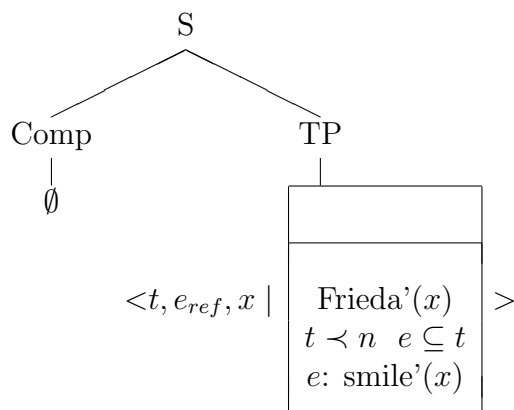 S
Comp TP
∅
<t, e_ref, x | Frieda’(x) >
t ≺ n e ⊆ t
e: smile’(x)